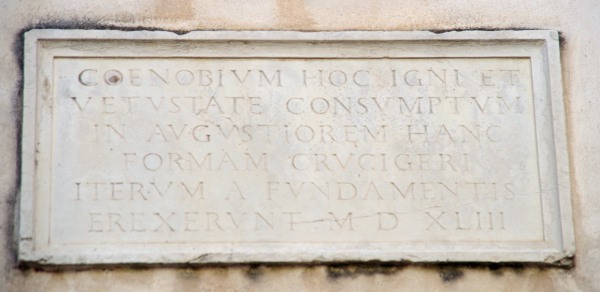 COENOBIVM HOC IGNI ET
VETVSTATE CONSVMPTVM
IN AVGVSTIOREM HANC
FORMAM CRVCIGERI
ITERVM A FVNDAMENTIS
EREXERVNT M D XLIII